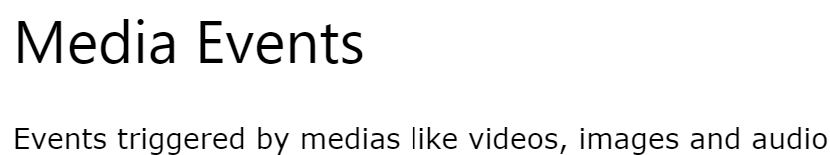 Media Events
Events triggered by medias like videos, images and audio